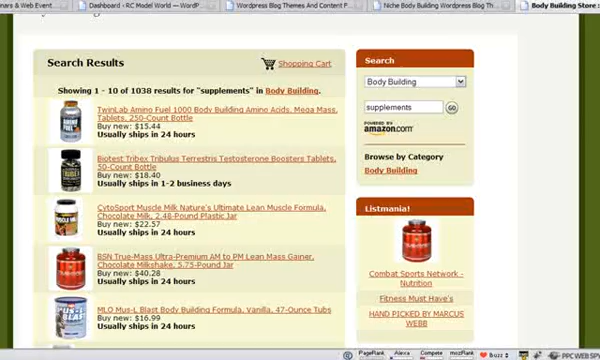 nars & Web Event
Dashboard ‹ RC Model World — WordP...
Wordpress Blog Themes And Content F...
Niche Body Building Wordpress Blog Th...
Body Building Store :
Search Results
Shopping Cart
Showing 1 - 10 of 1038 results for "supplements" in Body Building.
TwinLab Amino Fuel 1000 Body Building Amino Acids, Mega Mass,
Tablets, 250-Count Bottle
Buy new: $15.44
Usually ships in 24 hours
Biotest Tribex Tribulus Terrestris Testosterone Boosters Tablets,
50-Count Bottle
Buy new: $18.40
Usually ships in 1-2 business days
CytoSport Muscle Milk Nature's Ultimate Lean Muscle Formula,
Chocolate Milk, 2.48-Pound Plastic Jar
Buy new: $22.57
Usually ships in 24 hours
BSN True-Mass Ultra-Premium AM to PM Lean Mass Gainer,
Chocolate Milkshake, 5.75-Pound Jar
Buy new: $40.28
Usually ships in 24 hours
MLO Mus-L Blast Body Building Formula, Vanilla, 47-Ounce Tubs
Buy new: $16.99
Usually ships in 24 hours
Search
Body Building
supplements
GO
POWERED BY
amazon.com
Browse by Category
Body Building
Listmania!
Combat Sports Network -
Nutrition
Fitness Must Have's
HAND PICKED BY MARCUS
WEBB
PageRank
Alexa
Compete
mozRank
Buzz
PPC WEB SPY